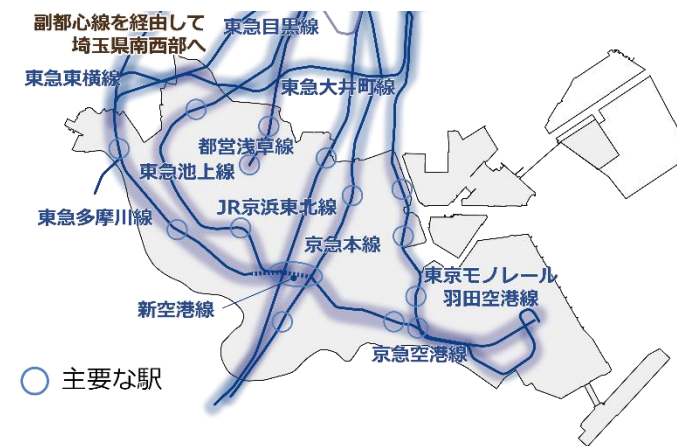 副都心線を経由して
埼玉県南西部へ
東急目黒線
東急東横線
東急大井町線
都営浅草線
東急池上線
JR京浜東北線
東急多摩川線
京急本線
東京モノレール
羽田空港線
新空港線
京急空港線
主要な駅